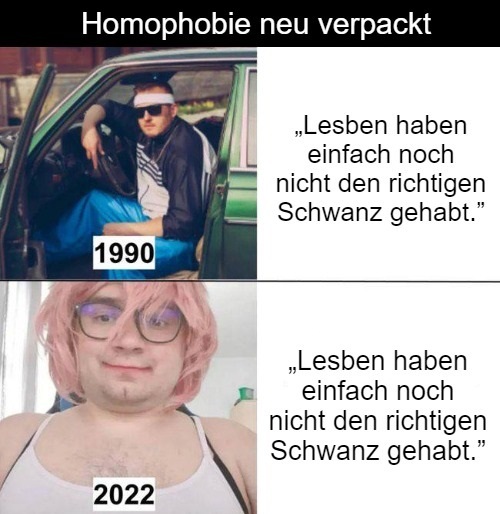 Homophobie neu verpackt
„Lesben haben
einfach noch
nicht den richtigen
Schwanz gehabt.”
1990
„Lesben haben
einfach noch
nicht den richtigen
Schwanz gehabt.”
2022